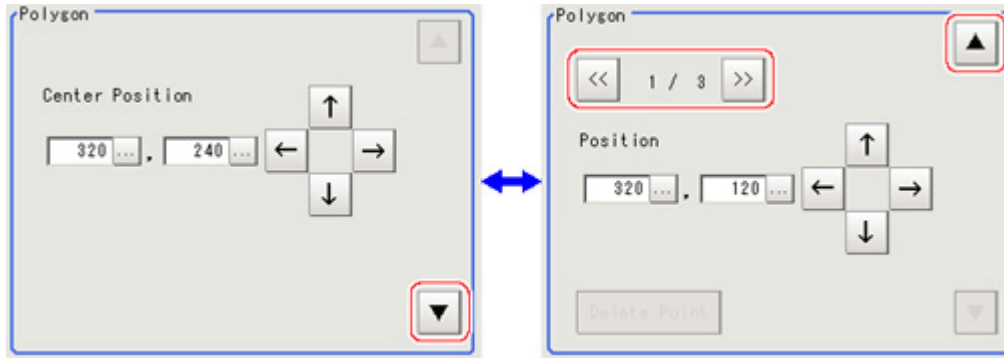 Polygon
Center Position
320 ... , 240 ...
Polygon
<< 1 / 3 >>
Position
320 ... , 120 ...
Delete Point